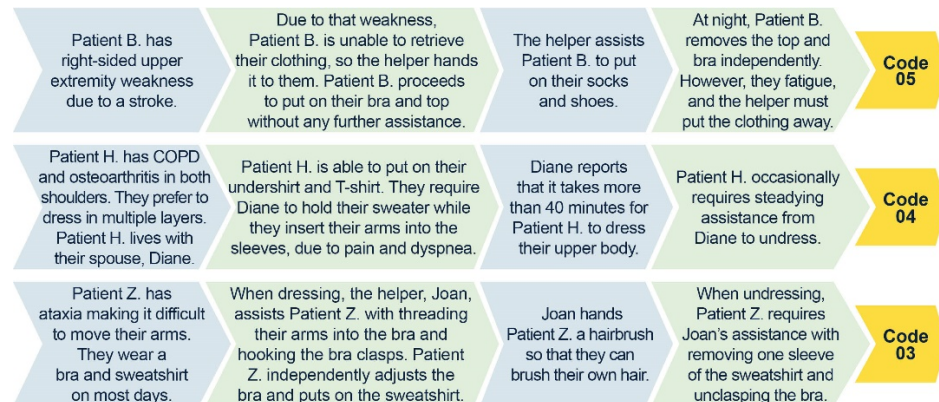 Patient B. has
right-sided upper
extremity weakness
due to a stroke.
Due to that weakness,
Patient B. is unable to retrieve
their clothing, so the helper hands
it to them. Patient B. proceeds
to put on their bra and top
without any further assistance.
The helper assists
Patient B. to put
on their socks
and shoes.
At night, Patient B.
removes the top and
bra independently.
However, they fatigue,
and the helper must
put the clothing away.
Code
05
Patient H. has COPD
and osteoarthritis in both
shoulders. They prefer to
dress in multiple layers.
Patient H. lives with
their spouse, Diane.
Patient H. is able to put on their
undershirt and T-shirt. They require
Diane to hold their sweater while
they insert their arms into the
sleeves, due to pain and dyspnea.
Diane reports
that it takes more
than 40 minutes for
Patient H. to dress
their upper body.
Patient H. occasionally
requires steadying
assistance from
Diane to undress.
Code
04
Patient Z. has
ataxia making it difficult
to move their arms.
They wear a
bra and sweatshirt
on most days.
When dressing, the helper, Joan,
assists Patient Z. with threading
their arms into the bra and
hooking the bra clasps. Patient
Z. independently adjusts the
bra and puts on the sweatshirt.
Joan hands
Patient Z. a hairbrush
so that they can
brush their own hair.
When undressing,
Patient Z. requires
Joan's assistance with
removing one sleeve
of the sweatshirt and
unclasping the bra.
Code
03